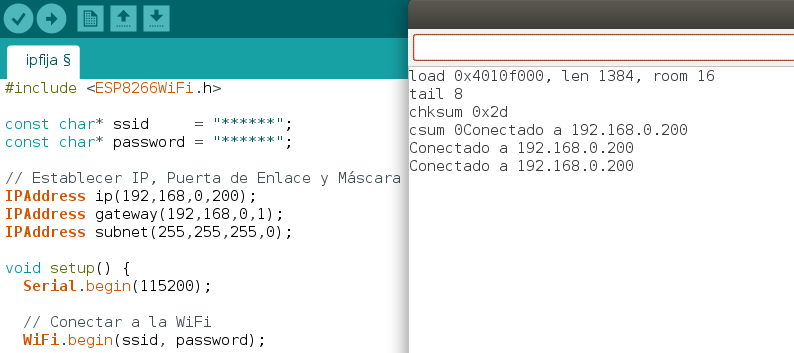 ipfija §
#include <ESP8266WiFi.h>
const char* ssid     = "******";
const char* password = "******";
// Establecer IP, Puerta de Enlace y Máscara
IPAddress ip(192,168,0,200);
IPAddress gateway(192,168,0,1);
IPAddress subnet(255,255,255,0);
void setup() {
  Serial.begin(115200);
  // Conectar a la WiFi
  WiFi.begin(ssid, password);
load 0x4010f000, len 1384, room 16
tail 8
chksum 0x2d
csum 0Conectado a 192.168.0.200
Conectado a 192.168.0.200
Conectado a 192.168.0.200